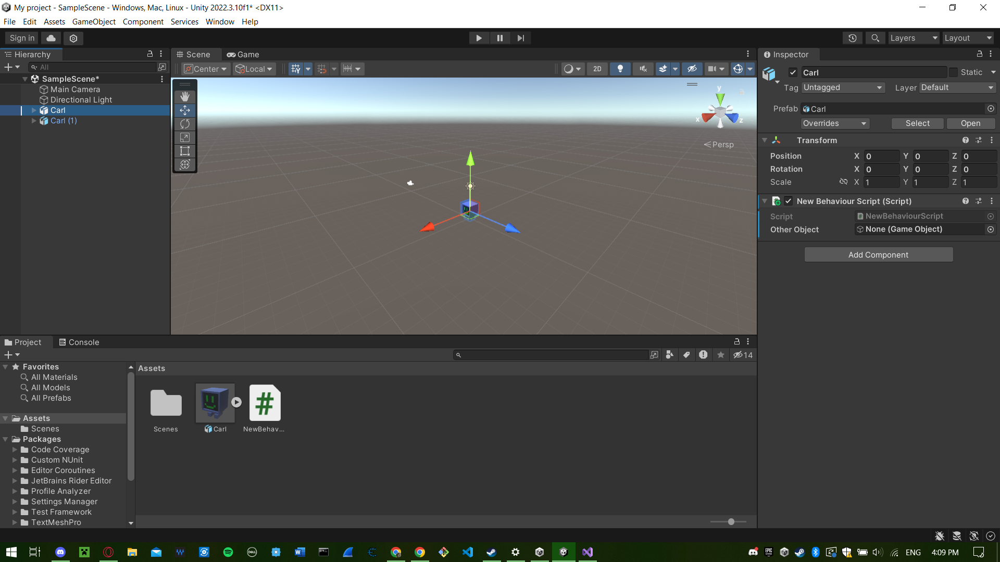 My project - SampleScene - Windows, Mac, Linux - Unity 2022.3.10f1* <DX11>
File Edit Assets GameObject Component Services Window Help
Sign in
Layers
Layout
Hierarchy
All
SampleScene*
Main Camera
Directional Light
Carl
Carl (1)
Scene
Game
Center
Local
2D
y
x
z
Persp
Inspector
Carl
Static
Tag Untagged
Layer Default
Prefab Carl
Overrides
Select
Open
Transform
Position X 0 Y 0 Z 0
Rotation X 0 Y 0 Z 0
Scale X 1 Y 1 Z 1
New Behaviour Script (Script)
Script NewBehaviourScript
Other Object None (Game Object)
Add Component
Project
Console
14
Favorites
All Materials
All Models
All Prefabs
Assets
Scenes
Packages
Code Coverage
Custom NUnit
Editor Coroutines
JetBrains Rider Editor
Profile Analyzer
Settings Manager
Test Framework
TextMeshPro
Assets
Scenes
Carl
#
NewBehav...
DELL
EPIC GAMES
ENG
4:09 PM